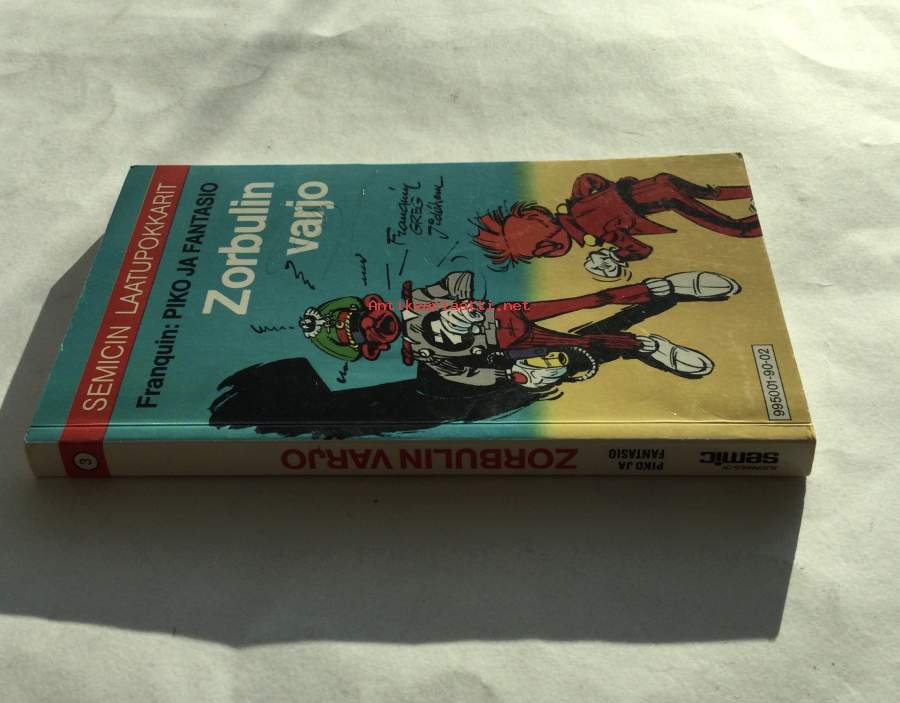 SEMICIN LAATUPOKKARIT
Franquin: PIKO JA FANTASIO
Zorbulin
varjo
Franquin
GREG
Jidéhem
Antikvariaatti.net
995001-90-02
3
ZORBULIN VARJO
PIKO JA
FANTASIO
semic